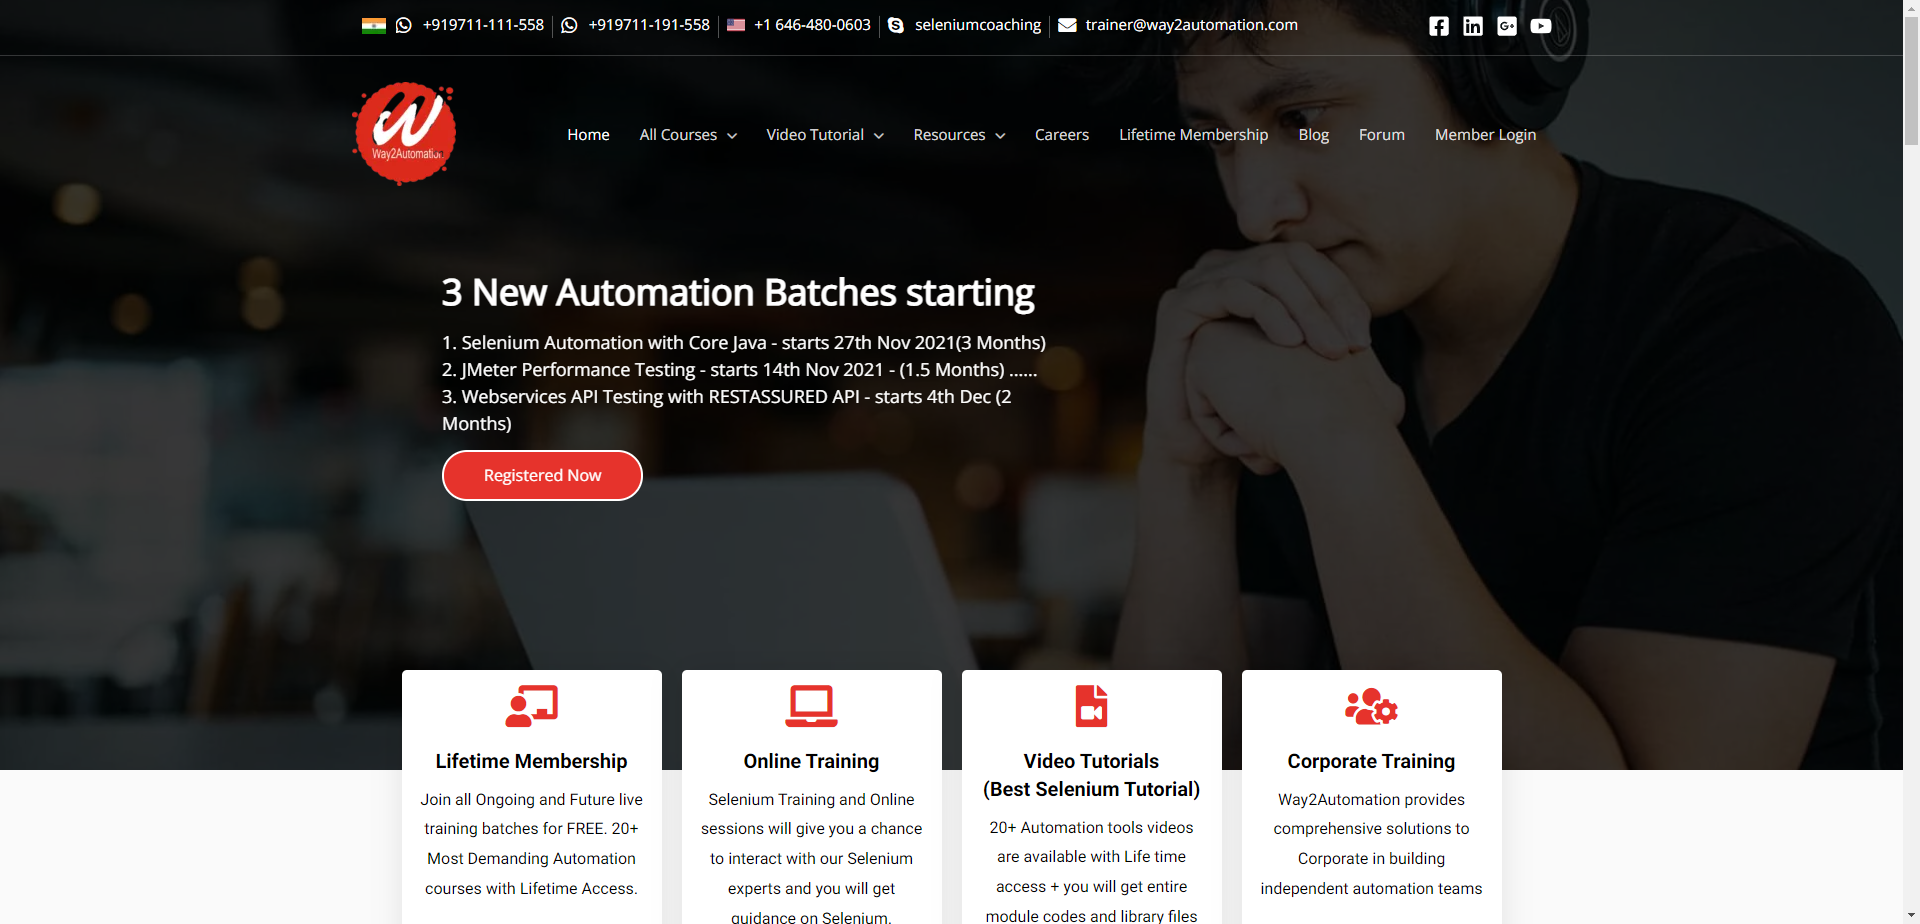 +919711-111-558
+919711-191-558
+1 646-480-0603
seleniumcoaching
trainer@way2automation.com
Way2Automation
Home
All Courses
Video Tutorial
Resources
Careers
Lifetime Membership
Blog
Forum
Member Login
3 New Automation Batches starting
1. Selenium Automation with Core Java - starts 27th Nov 2021(3 Months)
2. JMeter Performance Testing - starts 14th Nov 2021 - (1.5 Months) ......
3. Webservices API Testing with RESTASSURED API - starts 4th Dec (2
Months)
Registered Now
Lifetime Membership
Join all Ongoing and Future live
training batches for FREE. 20+
Most Demanding Automation
courses with Lifetime Access.
Online Training
Selenium Training and Online
sessions will give you a chance
to interact with our Selenium
experts and you will get
guidance on Selenium.
Video Tutorials
(Best Selenium Tutorial)
20+ Automation tools videos
are available with Life time
access + you will get entire
module codes and library files
Corporate Training
Way2Automation provides
comprehensive solutions to
Corporate in building
independent automation teams